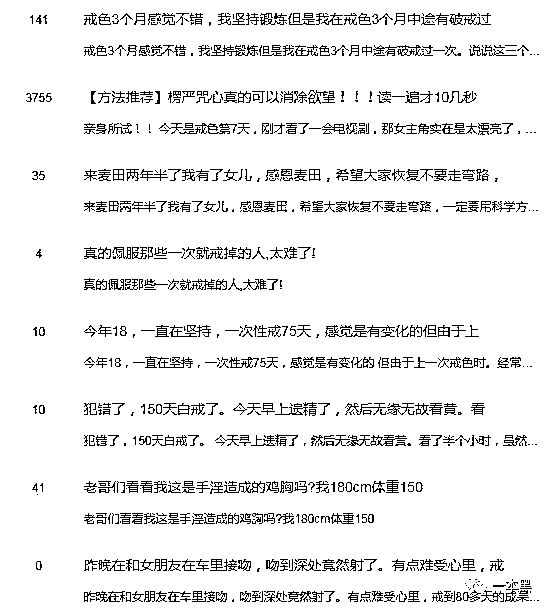 141 戒色3个月感觉不错，我坚持锻炼但是我在戒色3个月中途有破戒过
戒色3个月感觉不错，我坚持锻炼但是我在戒色3个月中途有破戒过一次。说说这三个...
3755 【方法推荐】楞严咒心真的可以消除欲望！！！读一遍才10几秒
亲身所试！！今天是戒色第7天，刚才看了一会电视剧，那女主角实在是太漂亮了，...
35 来麦田两年半了我有了女儿，感恩麦田，希望大家恢复不要走弯路，
来麦田两年半了我有了女儿，感恩麦田，希望大家恢复不要走弯路，一定要用科学方...
4 真的佩服那些一次就戒掉的人,太难了!
真的佩服那些一次就戒掉的人,太难了!
10 今年18，一直在坚持，一次性戒75天，感觉是有变化的但由于上
今年18，一直在坚持，一次性戒75天，感觉是有变化的 但由于上一次戒色时。经常...
10 犯错了，150天白戒了。今天早上遗精了，然后无缘无故看黄。看
犯错了，150天白戒了。 今天早上遗精了，然后无缘无故看黄。看了半个小时，虽然...
41 老哥们看看我这是手淫造成的鸡胸吗?我180cm体重150
老哥们看看我这是手淫造成的鸡胸吗?我180cm体重150
0 昨晚在和女朋友在车里接吻，吻到深处竟然射了。有点难受心里，戒
昨晚在和女朋友在车里接吻，吻到深处竟然射了。有点难受心里，戒到80多天的成果...
一本黑